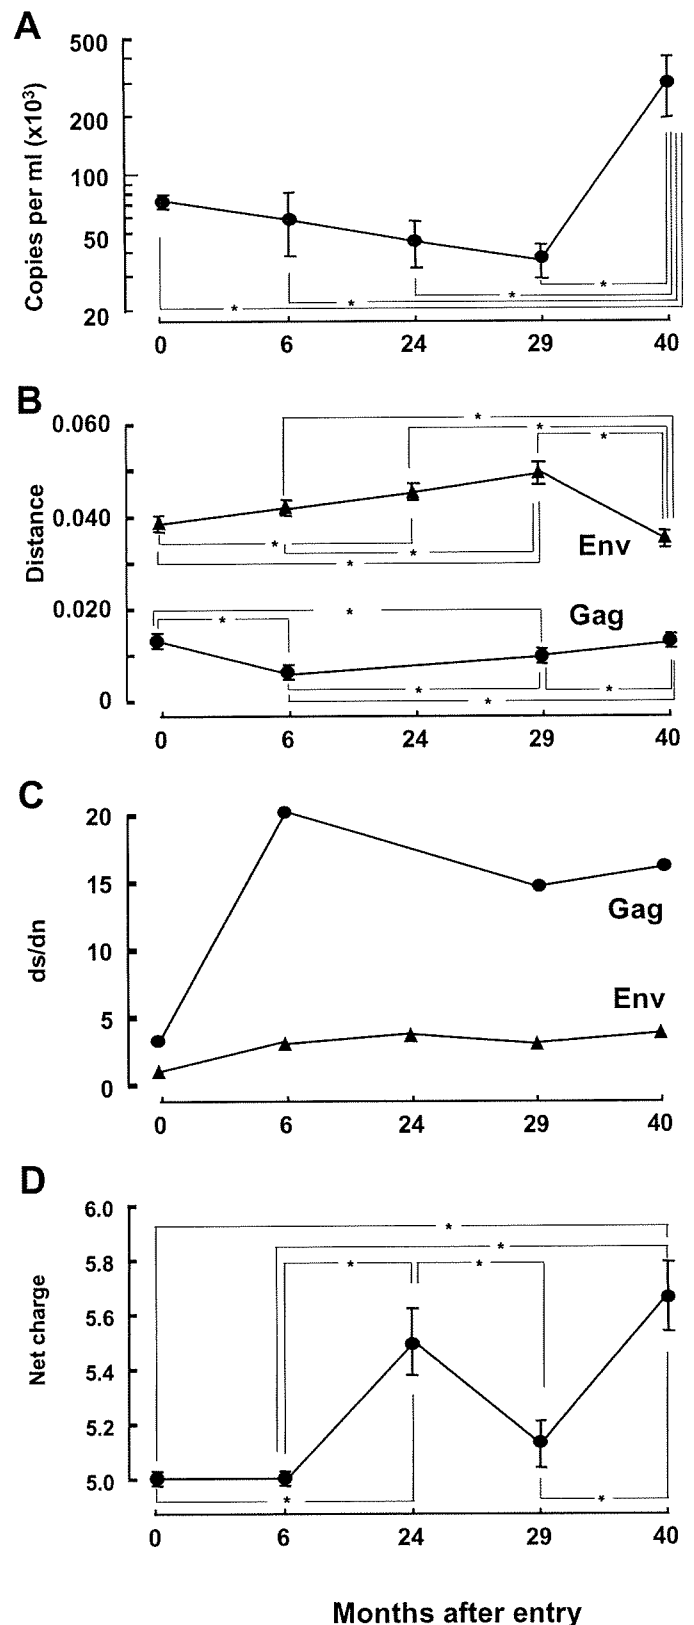 A
Copies per ml (x10³)
500
200
100
50
20
* * * *
0 6 24 29 40
B
Distance
0.060
0.040
0.020
0
* * *
Env
* * *
Gag
* *
* * *
0 6 24 29 40
C
ds/dn
20
15
10
5
0
Gag
Env
0 6 24 29 40
D
Net charge
6.0
5.8
5.6
5.4
5.2
5.0
*
*
* *
* *
0 6 24 29 40
Months after entry